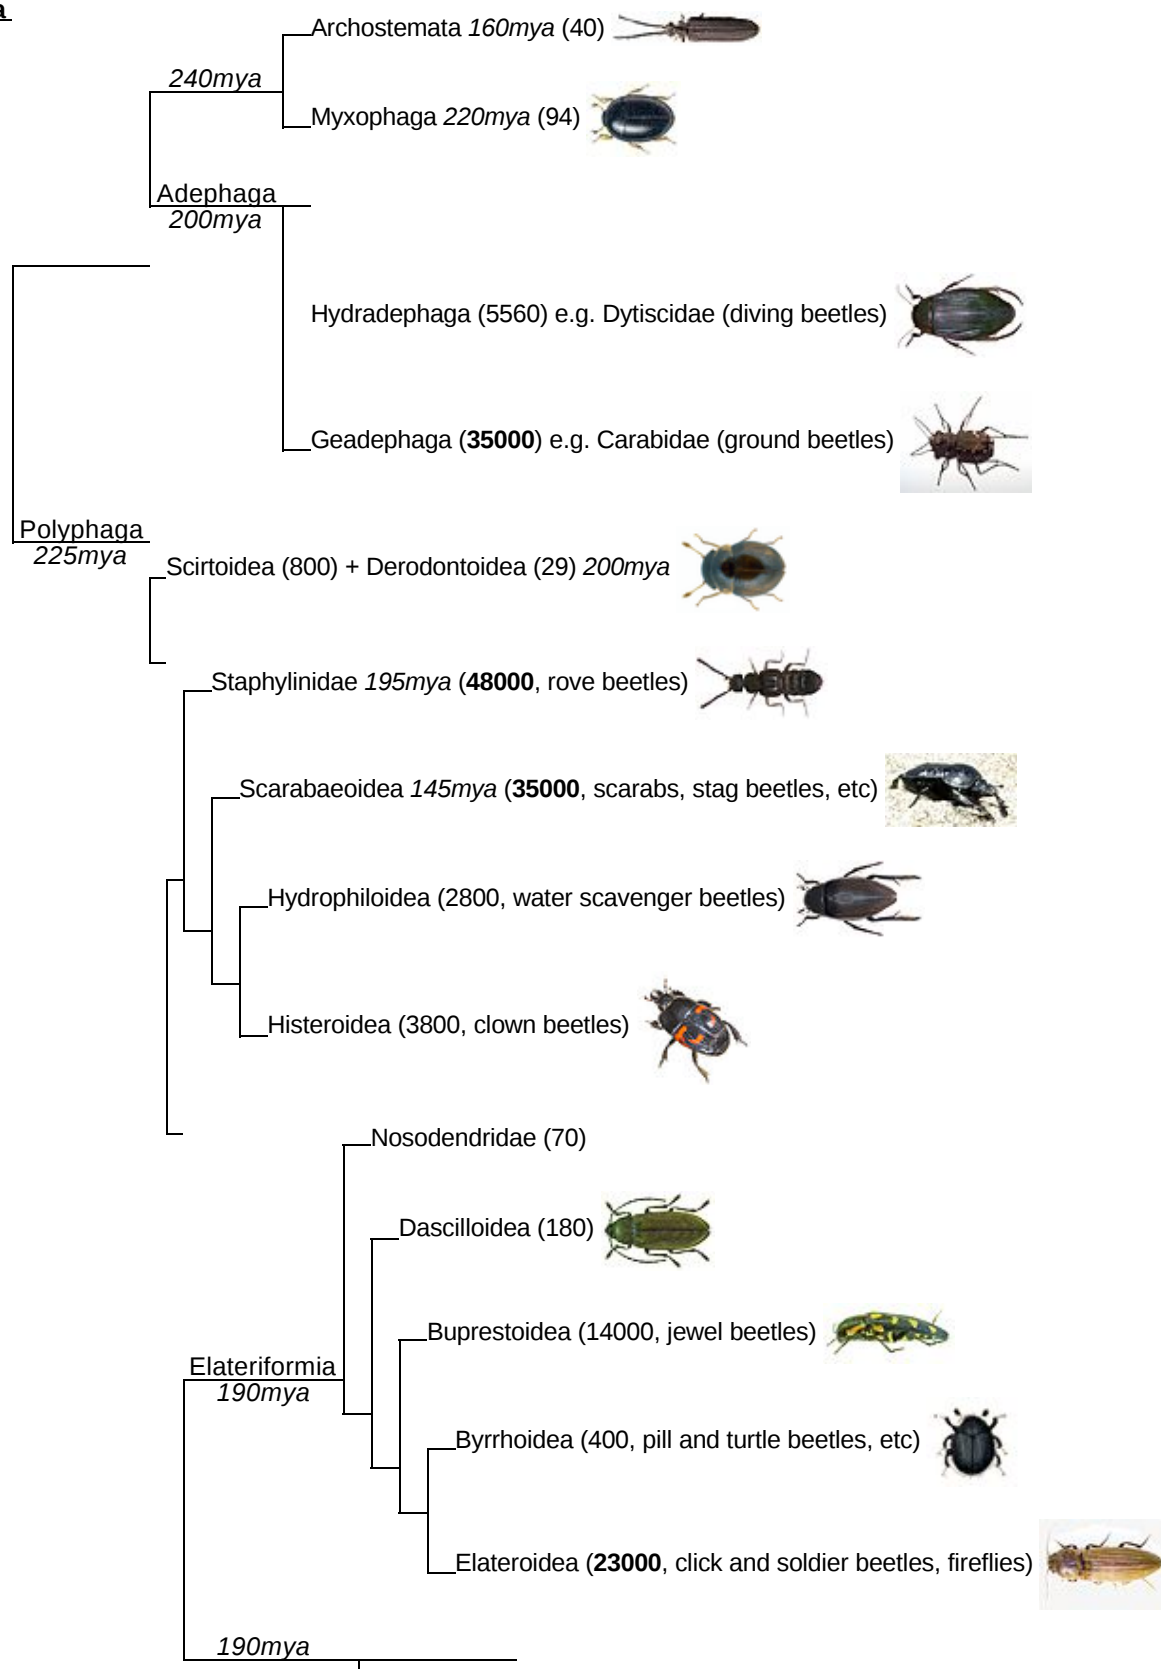 a
Archostemata 160mya (40)
240mya
Myxophaga 220mya (94)
Adephaga
200mya
Hydradephaga (5560) e.g. Dytiscidae (diving beetles)
Geadephaga (35000) e.g. Carabidae (ground beetles)
Polyphaga
225mya
Scirtoidea (800) + Derodontoidea (29) 200mya
Staphylinidae 195mya (48000, rove beetles)
Scarabaeoidea 145mya (35000, scarabs, stag beetles, etc)
Hydrophiloidea (2800, water scavenger beetles)
Histeroidea (3800, clown beetles)
Nosodendridae (70)
Dascilloidea (180)
Buprestoidea (14000, jewel beetles)
Elateriformia
190mya
Byrrhoidea (400, pill and turtle beetles, etc)
Elateroidea (23000, click and soldier beetles, fireflies)
190mya